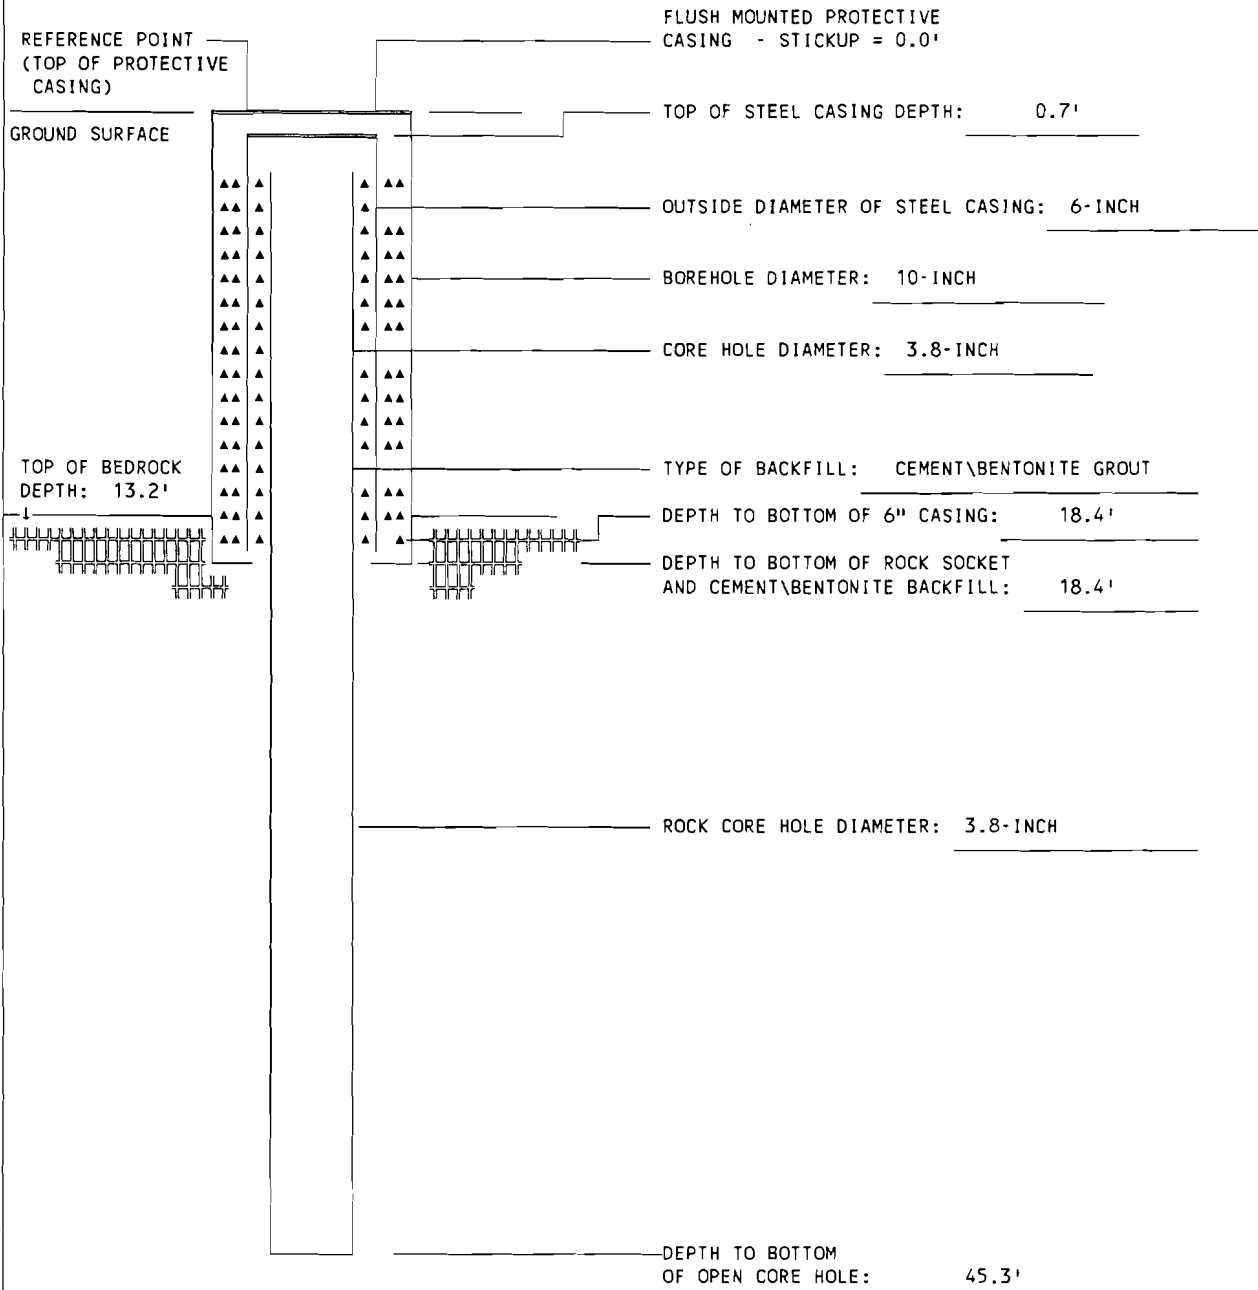 FLUSH MOUNTED PROTECTIVE
CASING - STICKUP = 0.0'
REFERENCE POINT
(TOP OF PROTECTIVE
CASING)
TOP OF STEEL CASING DEPTH: 0.7'
GROUND SURFACE
OUTSIDE DIAMETER OF STEEL CASING: 6-INCH
BOREHOLE DIAMETER: 10-INCH
CORE HOLE DIAMETER: 3.8-INCH
TOP OF BEDROCK
DEPTH: 13.2'
TYPE OF BACKFILL: CEMENT\BENTONITE GROUT
DEPTH TO BOTTOM OF 6" CASING: 18.4'
DEPTH TO BOTTOM OF ROCK SOCKET
AND CEMENT\BENTONITE BACKFILL: 18.4'
ROCK CORE HOLE DIAMETER: 3.8-INCH
DEPTH TO BOTTOM
OF OPEN CORE HOLE: 45.3'